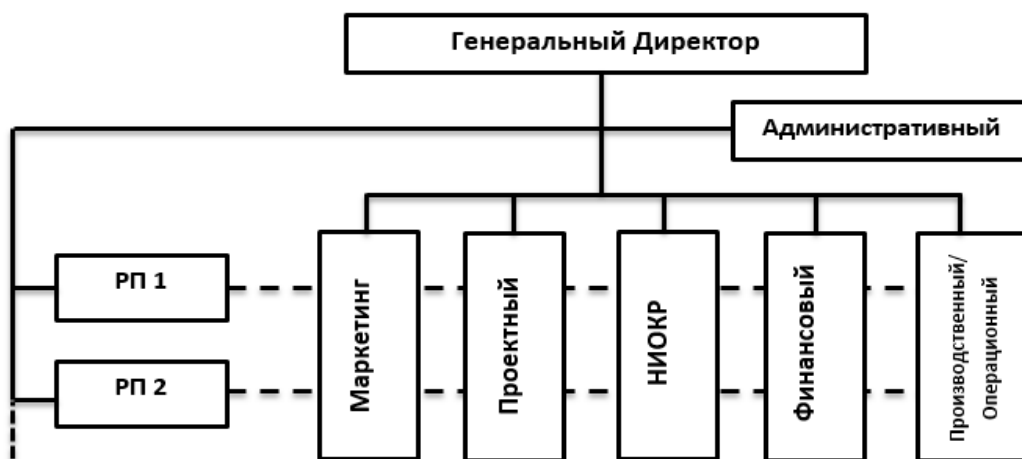 Генеральный Директор
Административный
РП 1
РП 2
Маркетинг
Проектный
НИОКР
Финансовый
Производственный/
Операционный